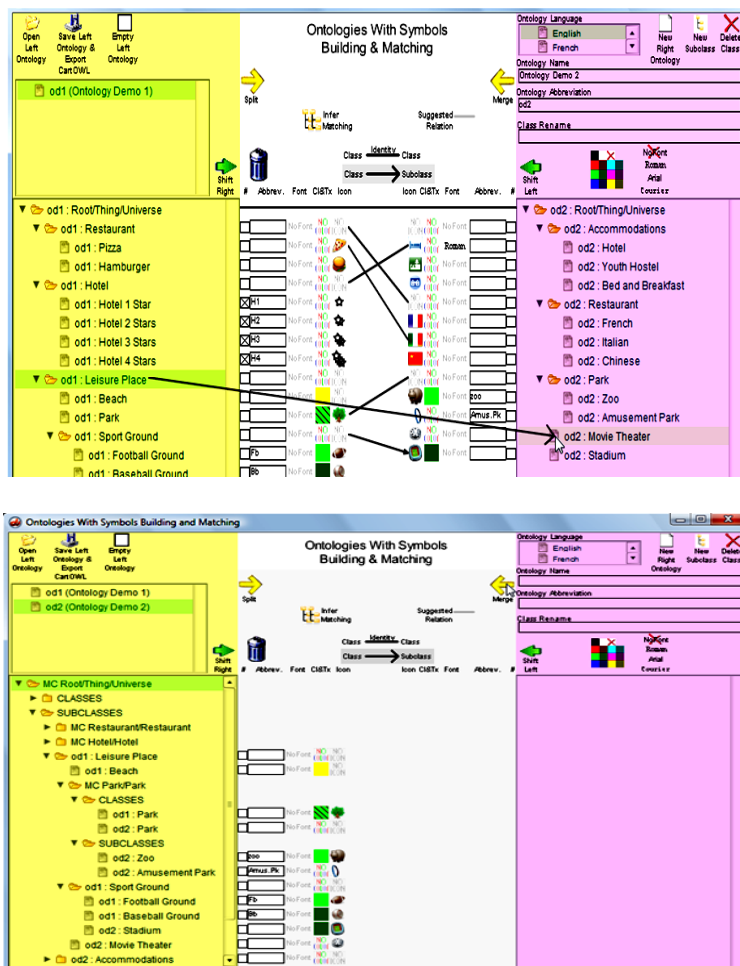 Open Left Ontology
Save Left Ontology & Export Cart OWL
Empty Left Ontology
Ontologies With Symbols
Building & Matching
Ontology Language
English
French
New Right Ontology
New Subclass
Delete Class
Ontology Name
Ontology Demo 2
Ontology Abbreviation
od2
Class Rename
od1 (Ontology Demo 1)
Split
Merge
Infer Matching
Suggested Relation
Class Identity Class
Class Subclass
Shift Right
Shift Left
NoFont
Roman
Arial
Courier
# Abbrev. Font Cl&Tx Icon Icon Cl&Tx Font Abbrev. #
od1 : Root/Thing/Universe
od1 : Restaurant
od1 : Pizza
od1 : Hamburger
od1 : Hotel
od1 : Hotel 1 Star
od1 : Hotel 2 Stars
od1 : Hotel 3 Stars
od1 : Hotel 4 Stars
od1 : Leisure Place
od1 : Beach
od1 : Park
od1 : Sport Ground
od1 : Football Ground
od1 : Baseball Ground
NoFont
H1
H2
H3
H4
Fb
Bb
Roman
zoo
Amus.Pk
od2 : Root/Thing/Universe
od2 : Accommodations
od2 : Hotel
od2 : Youth Hostel
od2 : Bed and Breakfast
od2 : Restaurant
od2 : French
od2 : Italian
od2 : Chinese
od2 : Park
od2 : Zoo
od2 : Amusement Park
od2 : Movie Theater
od2 : Stadium
Ontologies With Symbols Building and Matching
Open Left Ontology
Save Left Ontology & Export Cart OWL
Empty Left Ontology
Ontologies With Symbols
Building & Matching
Ontology Language
English
French
New Right Ontology
New Subclass
Delete Class
Ontology Name
Ontology Abbreviation
Class Rename
od1 (Ontology Demo 1)
od2 (Ontology Demo 2)
Split
Merge
Infer Matching
Suggested Relation
Class Identity Class
Class Subclass
Shift Right
Shift Left
NoFont
Roman
Arial
Courier
# Abbrev. Font Cl&Tx Icon Icon Cl&Tx Font Abbrev. #
MC Root/Thing/Universe
CLASSES
SUBCLASSES
MC Restaurant/Restaurant
MC Hotel/Hotel
od1 : Leisure Place
od1 : Beach
MC Park/Park
CLASSES
od1 : Park
od2 : Park
SUBCLASSES
od2 : Zoo
od2 : Amusement Park
od1 : Sport Ground
od1 : Football Ground
od1 : Baseball Ground
od2 : Stadium
od2 : Movie Theater
od2 : Accommodations
NoFont
zoo
Amus.Pk
Fb
Bb